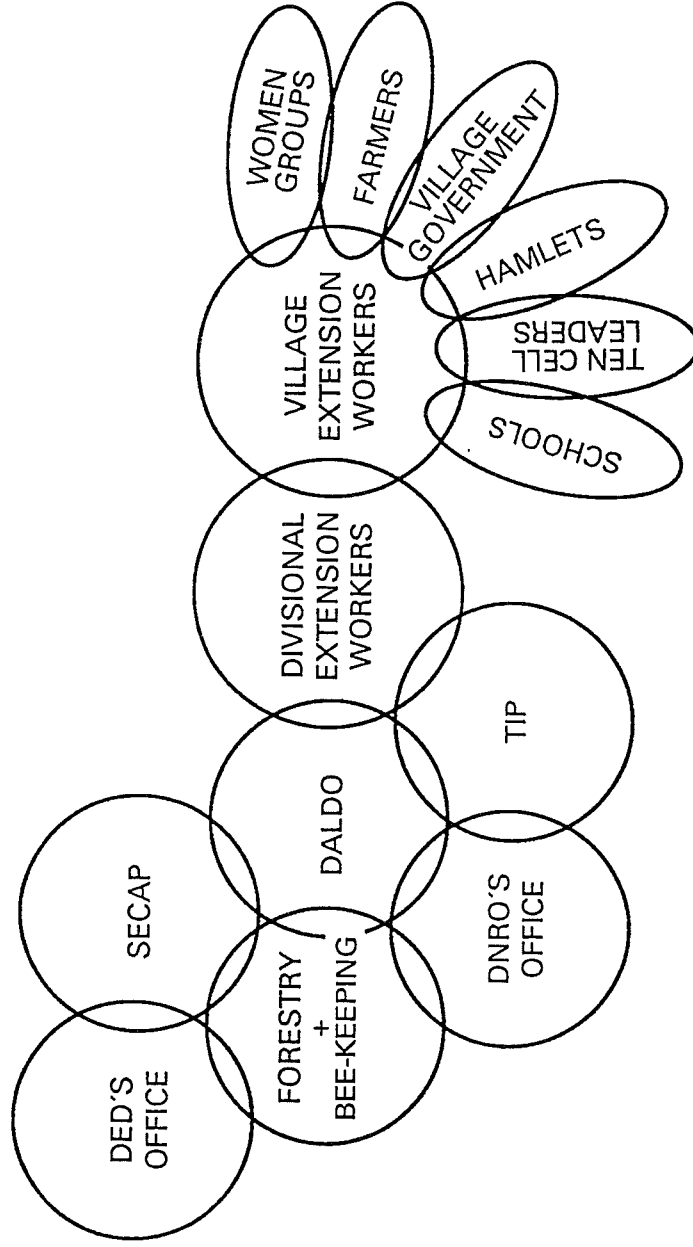 DED'S
OFFICE
SECAP
FORESTRY
+
BEE-KEEPING
DALDO
DNRO'S
OFFICE
TIP
DIVISIONAL
EXTENSION
WORKERS
VILLAGE
EXTENSION
WORKERS
WOMEN
GROUPS
FARMERS
VILLAGE
GOVERNMENT
HAMLETS
TEN CELL
LEADERS
SCHOOLS